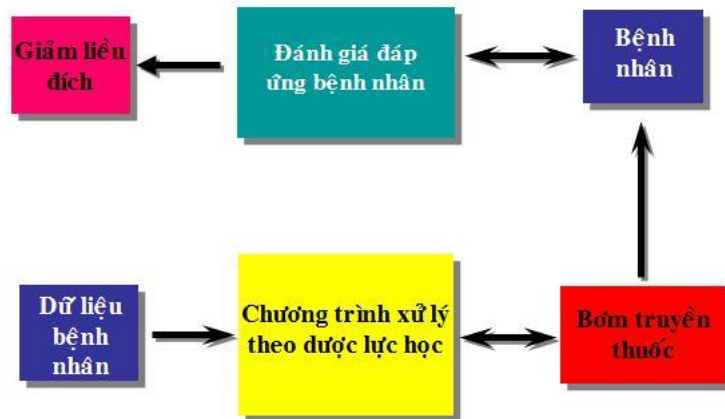 Giảm liều
đích
Đánh giá đáp
ứng bệnh nhân
Bệnh
nhân
Dữ liệu
bệnh
nhân
Chương trình xử lý
theo dược lực học
Bơm truyền
thuốc